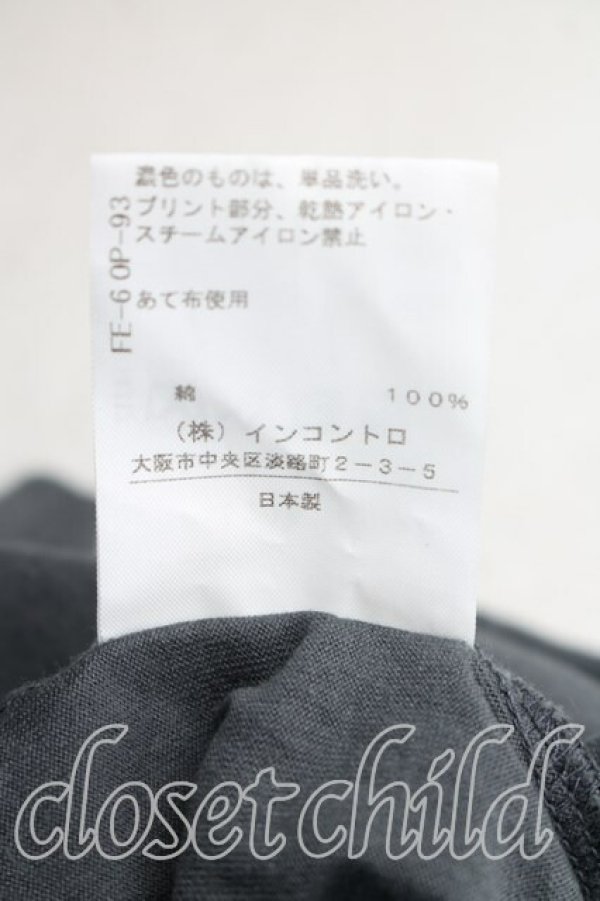 濃色のものは、単品洗い。
プリント部分、乾熱アイロン・
スチームアイロン禁止
あて布使用
FE-6 OP-93
綿 100%
(株)インコントロ
大阪市中央区淡路町2-3-5
日本製
closet child